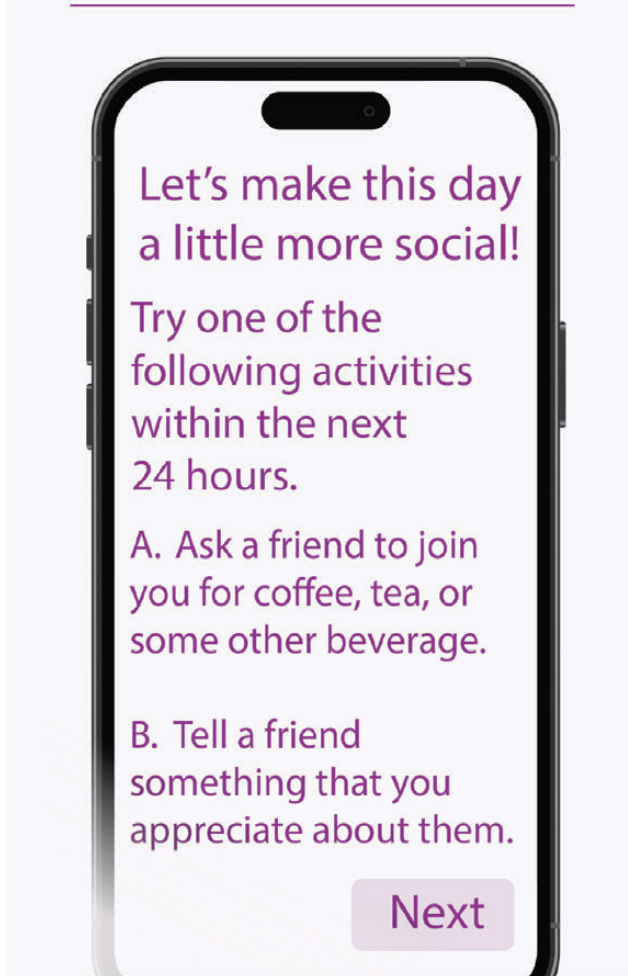 Let’s make this day
a little more social!
Try one of the
following activities
within the next
24 hours.
A. Ask a friend to join
you for coffee, tea, or
some other beverage.
B. Tell a friend
something that you
appreciate about them.
Next